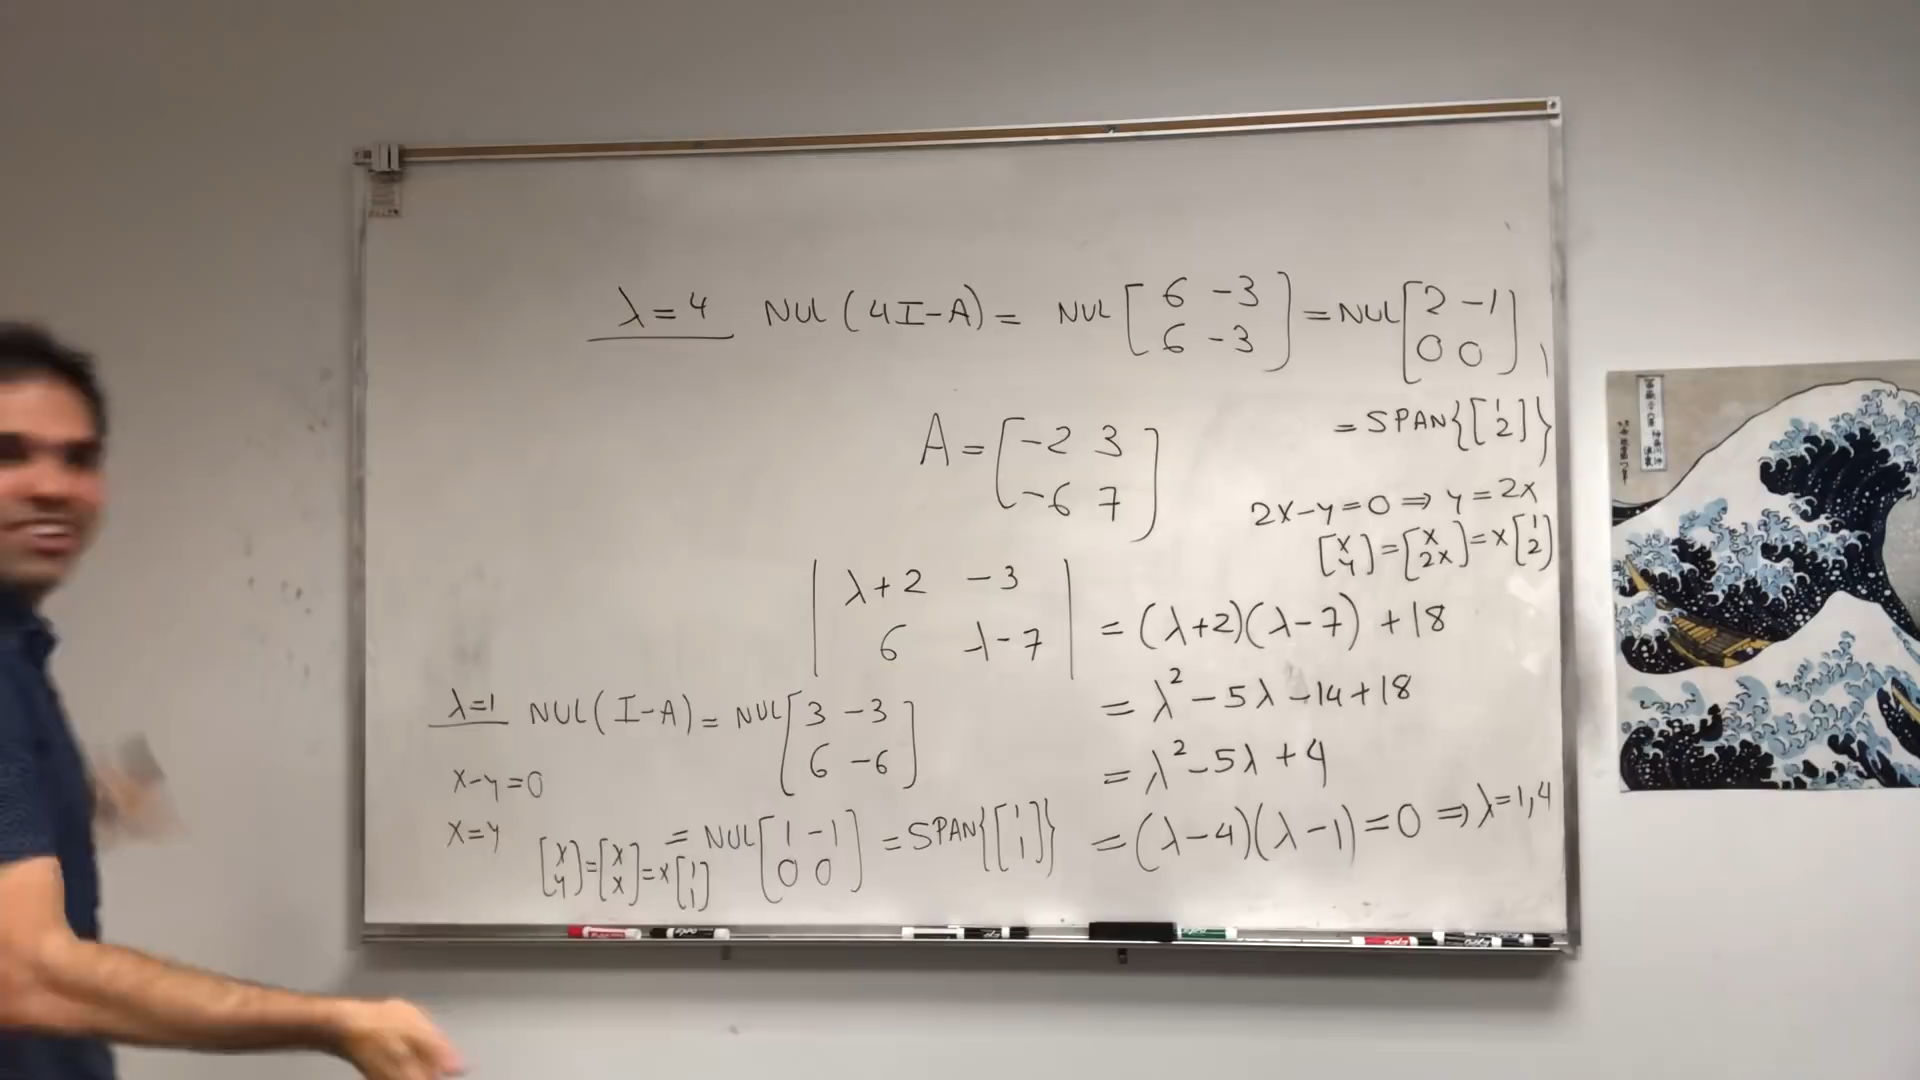 λ=4 NUL(4I-A)= NUL[6 -3 =NUL[2 -1
6 -3] 0 0]
A=[-2 3
-6 7]
=SPAN{[1
2]}
2x-y=0⇒y=2x
[x =[x =x[1
y] 2x] 2]
|λ+2 -3
6 λ-7| =(λ+2)(λ-7)+18
=λ²-5λ-14+18
=λ²-5λ+4
=(λ-4)(λ-1)=0⇒λ=1,4
λ=1 NUL(I-A)=NUL[3 -3
6 -6]
x-y=0
x=y
[x =[x =x[1
y] x] 1]
=NUL[1 -1 =SPAN{[1
0 0] 1]}